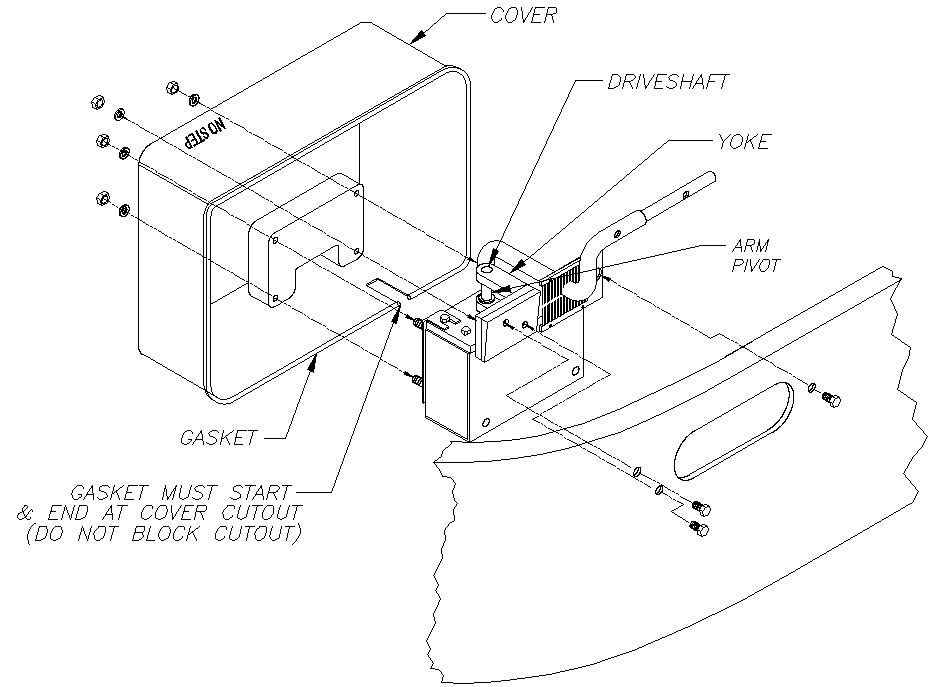 COVER
DRIVESHAFT
YOKE
ARM
PIVOT
NO STEP
GASKET
GASKET MUST START
& END AT COVER CUTOUT
(DO NOT BLOCK CUTOUT)